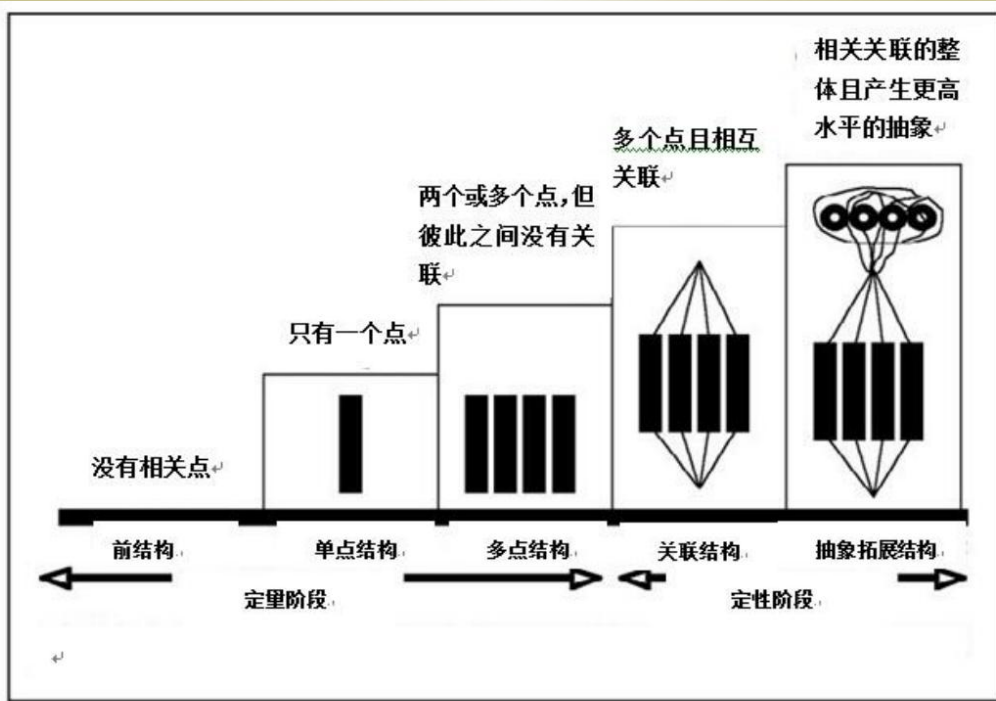 相关关联的整
体且产生更高
水平的抽象
多个点且相互
关联
两个或多个点,但
彼此之间没有关
联
只有一个点
没有相关点
前结构
单点结构
多点结构
关联结构
抽象拓展结构
定量阶段
定性阶段